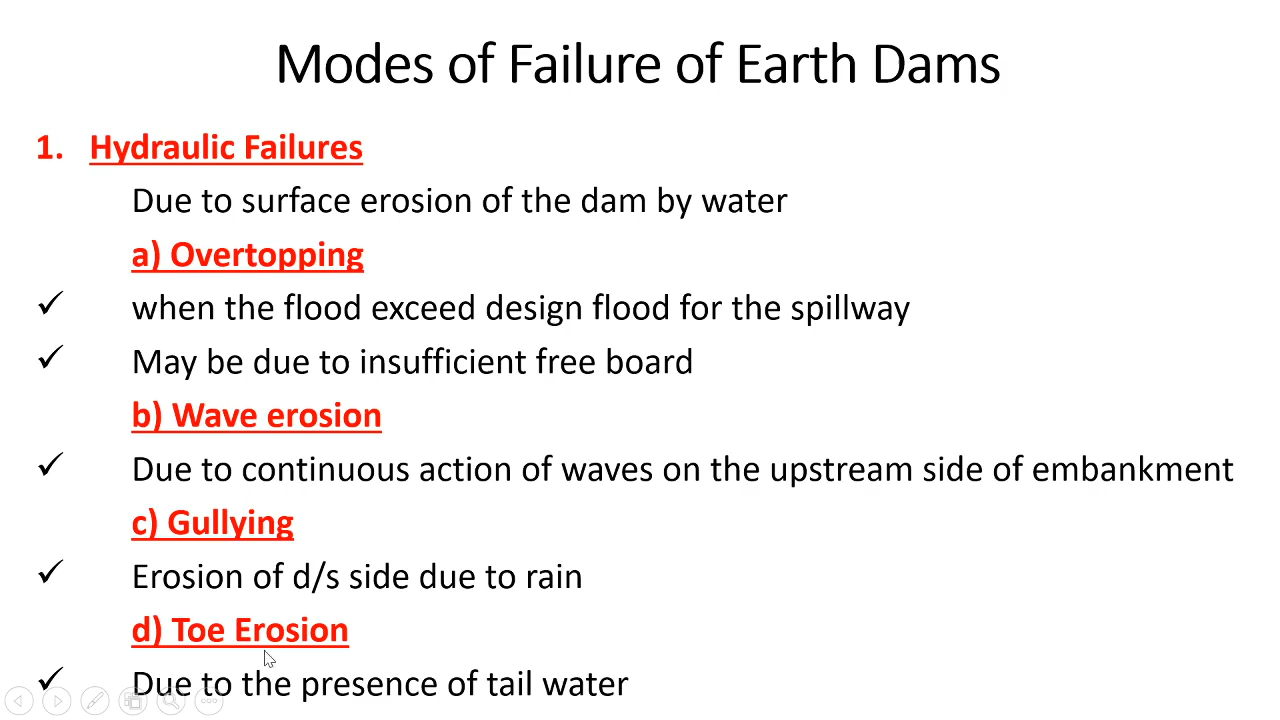 Modes of Failure of Earth Dams
1. Hydraulic Failures
Due to surface erosion of the dam by water
a) Overtopping
✓ when the flood exceed design flood for the spillway
✓ May be due to insufficient free board
b) Wave erosion
✓ Due to continuous action of waves on the upstream side of embankment
c) Gullying
✓ Erosion of d/s side due to rain
d) Toe Erosion
✓ Due to the presence of tail water